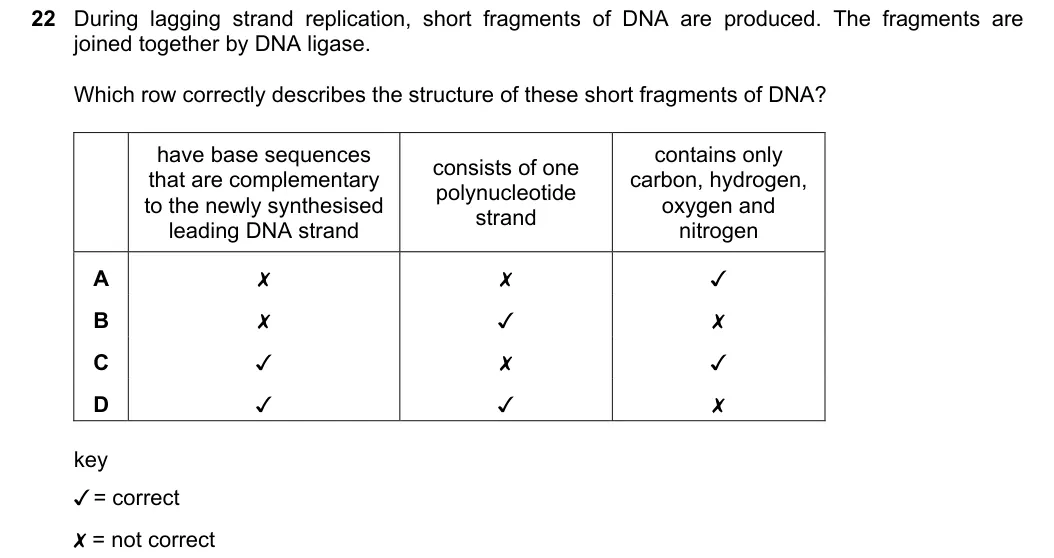 22 During lagging strand replication, short fragments of DNA are produced. The fragments are
joined together by DNA ligase.
Which row correctly describes the structure of these short fragments of DNA?
have base sequences
that are complementary
to the newly synthesised
leading DNA strand
consists of one
polynucleotide
strand
contains only
carbon, hydrogen,
oxygen and
nitrogen
A ✗ ✗ ✓
B ✗ ✓ ✗
C ✓ ✗ ✓
D ✓ ✓ ✗
key
✓ = correct
✗ = not correct